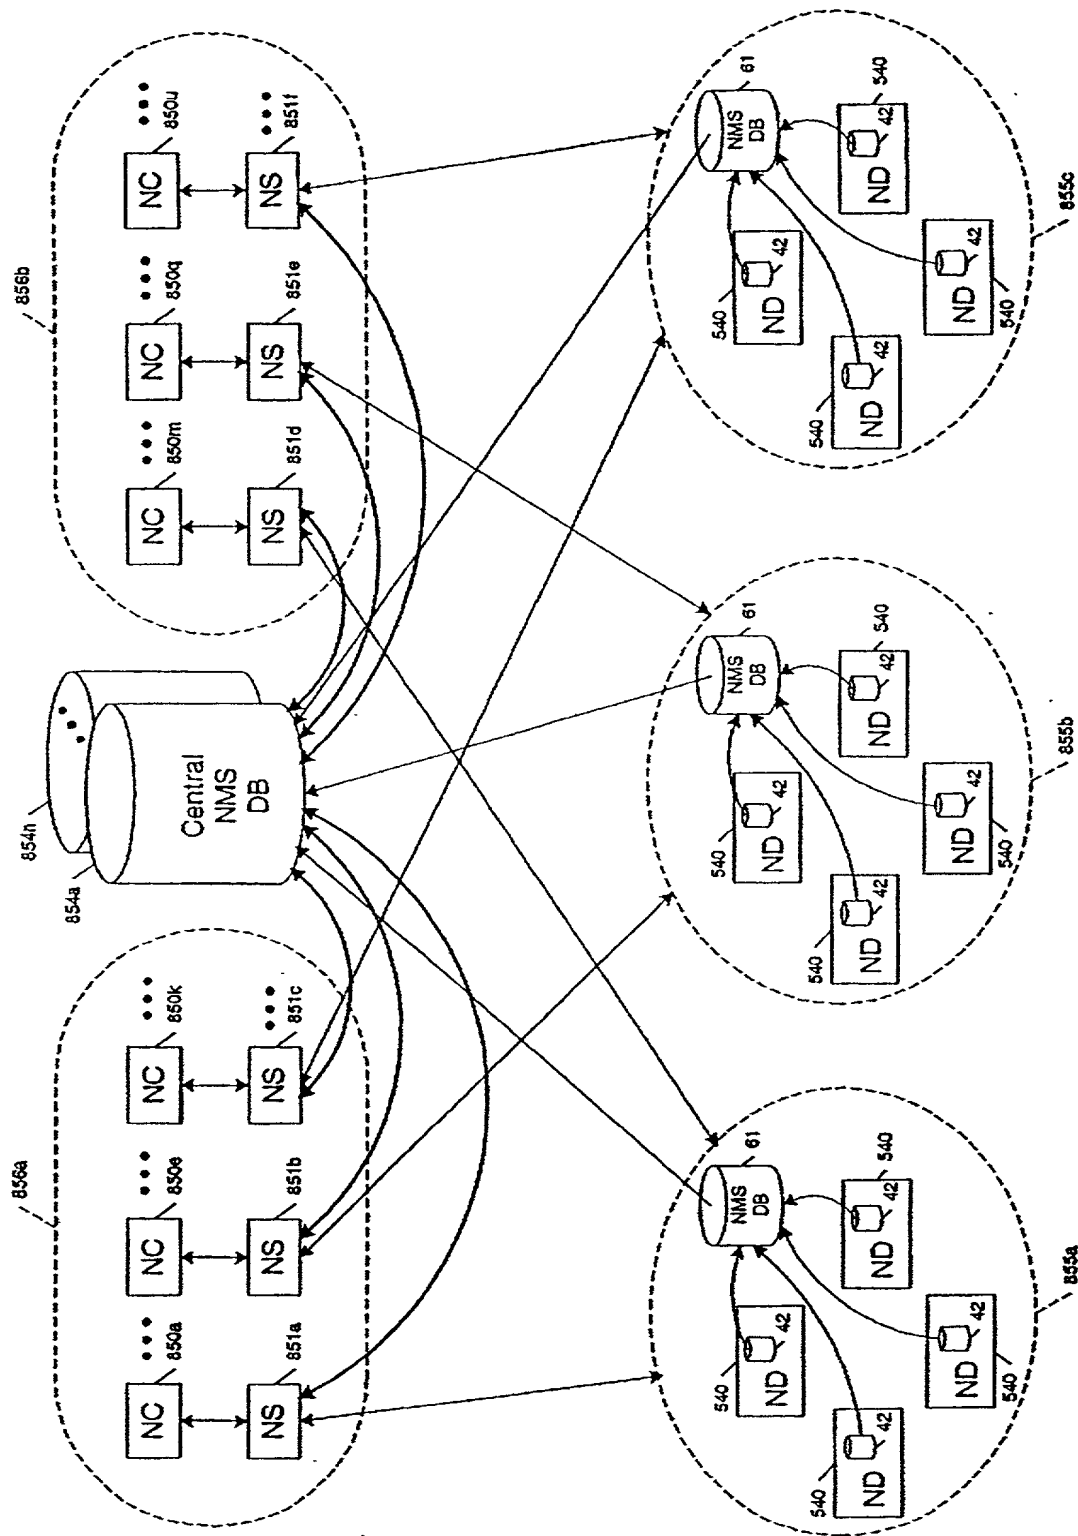 856a
850a
NC
850e
NC
850k
NC
851a
NS
851b
NS
851c
NS
854a
854n
Central
NMS
DB
856b
850m
NC
850q
NC
850u
NC
851d
NS
851e
NS
851f
NS
61
NMS
DB
540
42
ND
540
42
ND
540
42
ND
540
42
ND
855a
61
NMS
DB
540
42
ND
540
42
ND
540
42
ND
540
42
ND
855b
61
NMS
DB
540
42
ND
540
42
ND
540
42
ND
540
42
ND
855c